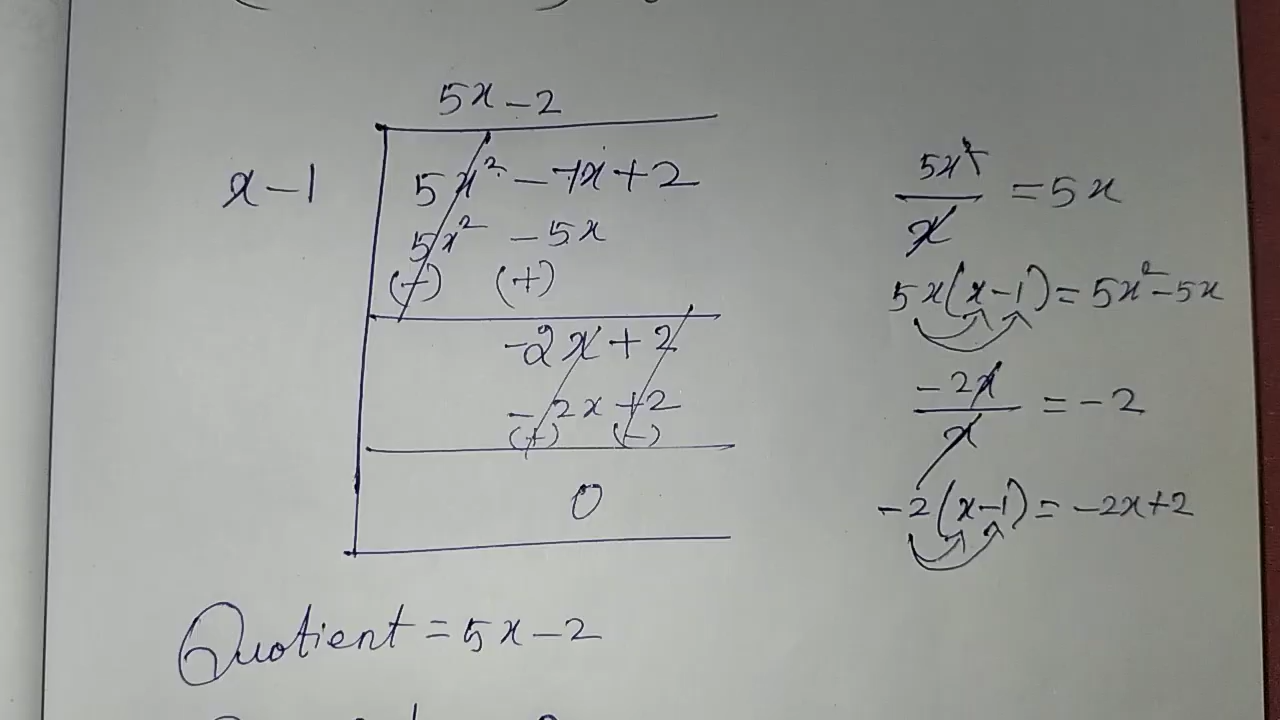 5x - 2
x - 1
5x² - 7x + 2
5x² - 5x
(-) (+)
-2x + 2
-2x + 2
(+) (-)
0
5x²/x = 5x
5x(x-1) = 5x² - 5x
-2x/x = -2
-2(x-1) = -2x+2
Quotient = 5x - 2